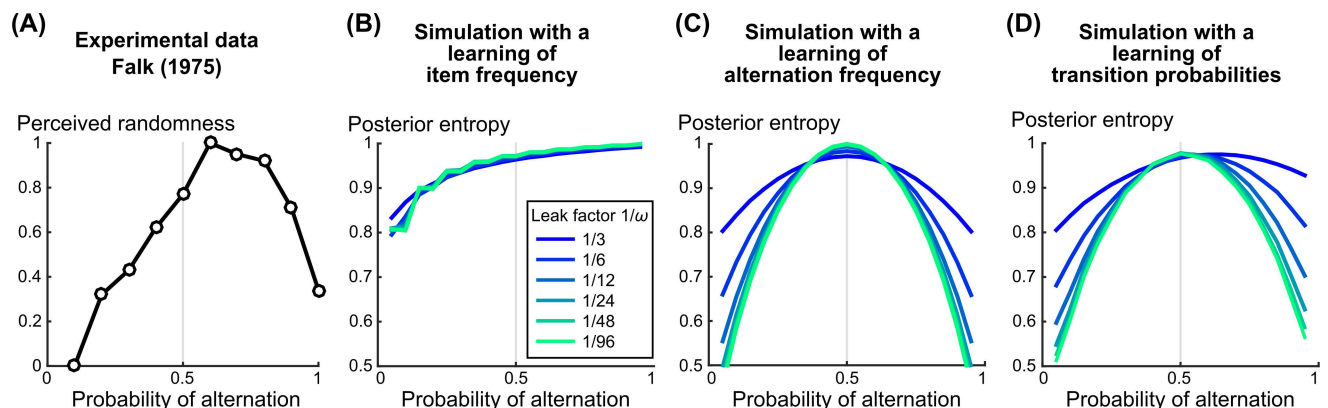 (A)
Experimental data
Falk (1975)
Perceived randomness
1
0.8
0.6
0.4
0.2
0
0
0.5
1
Probability of alternation
(B)
Simulation with a
learning of
item frequency
Posterior entropy
1
0.9
0.8
0.7
0.6
0.5
0
0.5
1
Probability of alternation
Leak factor 1/ω
1/3
1/6
1/12
1/24
1/48
1/96
(C)
Simulation with a
learning of
alternation frequency
Posterior entropy
1
0.9
0.8
0.7
0.6
0.5
0
0.5
1
Probability of alternation
(D)
Simulation with a
learning of
transition probabilities
Posterior entropy
1
0.9
0.8
0.7
0.6
0.5
0
0.5
1
Probability of alternation